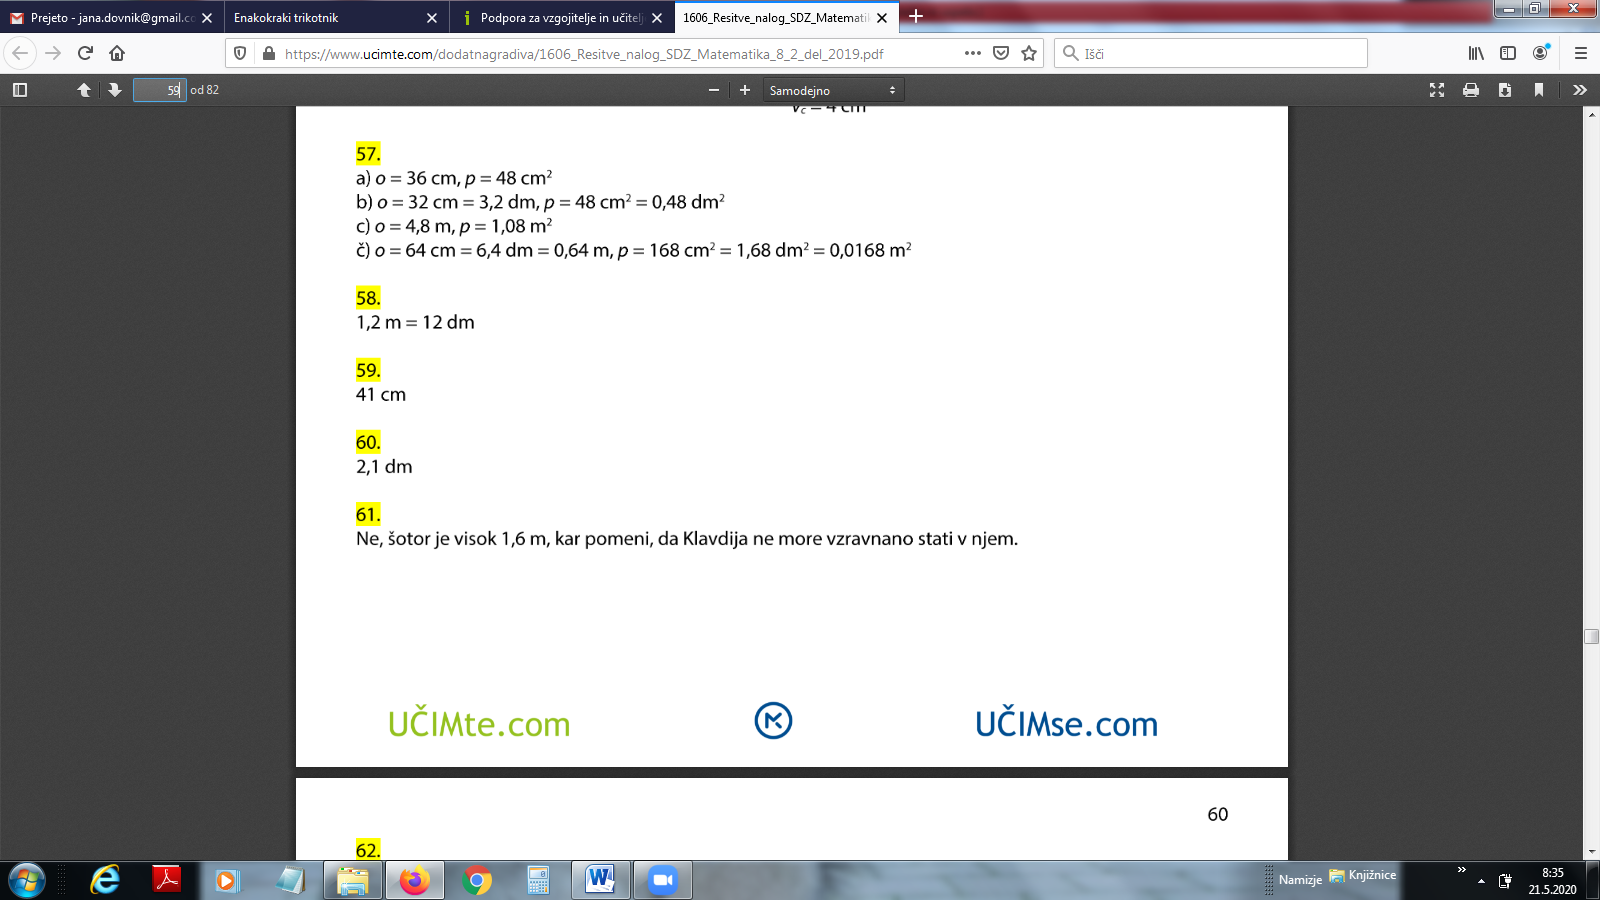 Prejeto - jana.dovnik@gmail.c
Enakokraki trikotnik
Podpora za vzgojitelje in učitelj
1606_Resitve_nalog_SDZ_Matemati
https://www.ucimte.com/dodatnagradiva/1606_Resitve_nalog_SDZ_Matematika_8_2_del_2019.pdf
Išči
59 od 82
Samodejno
vc = 4 cm
57.
a) o = 36 cm, p = 48 cm²
b) o = 32 cm = 3,2 dm, p = 48 cm² = 0,48 dm²
c) o = 4,8 m, p = 1,08 m²
č) o = 64 cm = 6,4 dm = 0,64 m, p = 168 cm² = 1,68 dm² = 0,0168 m²
58.
1,2 m = 12 dm
59.
41 cm
60.
2,1 dm
61.
Ne, šotor je visok 1,6 m, kar pomeni, da Klavdija ne more vzravnano stati v njem.
UČIMte.com
UČIMse.com
60
62.
Namizje
Knjižnice
8:35
21.5.2020